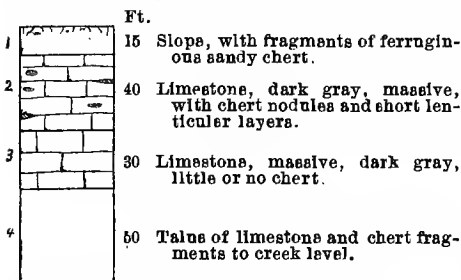 Ft.
1 15 Slope, with fragments of ferrugin-
ous sandy chert.
2 40 Limestone, dark gray, massive,
with chert nodules and short len-
ticular layers.
3 30 Limestone, massive, dark gray,
little or no chert.
4 50 Talus of limestone and chert frag-
ments to creek level.